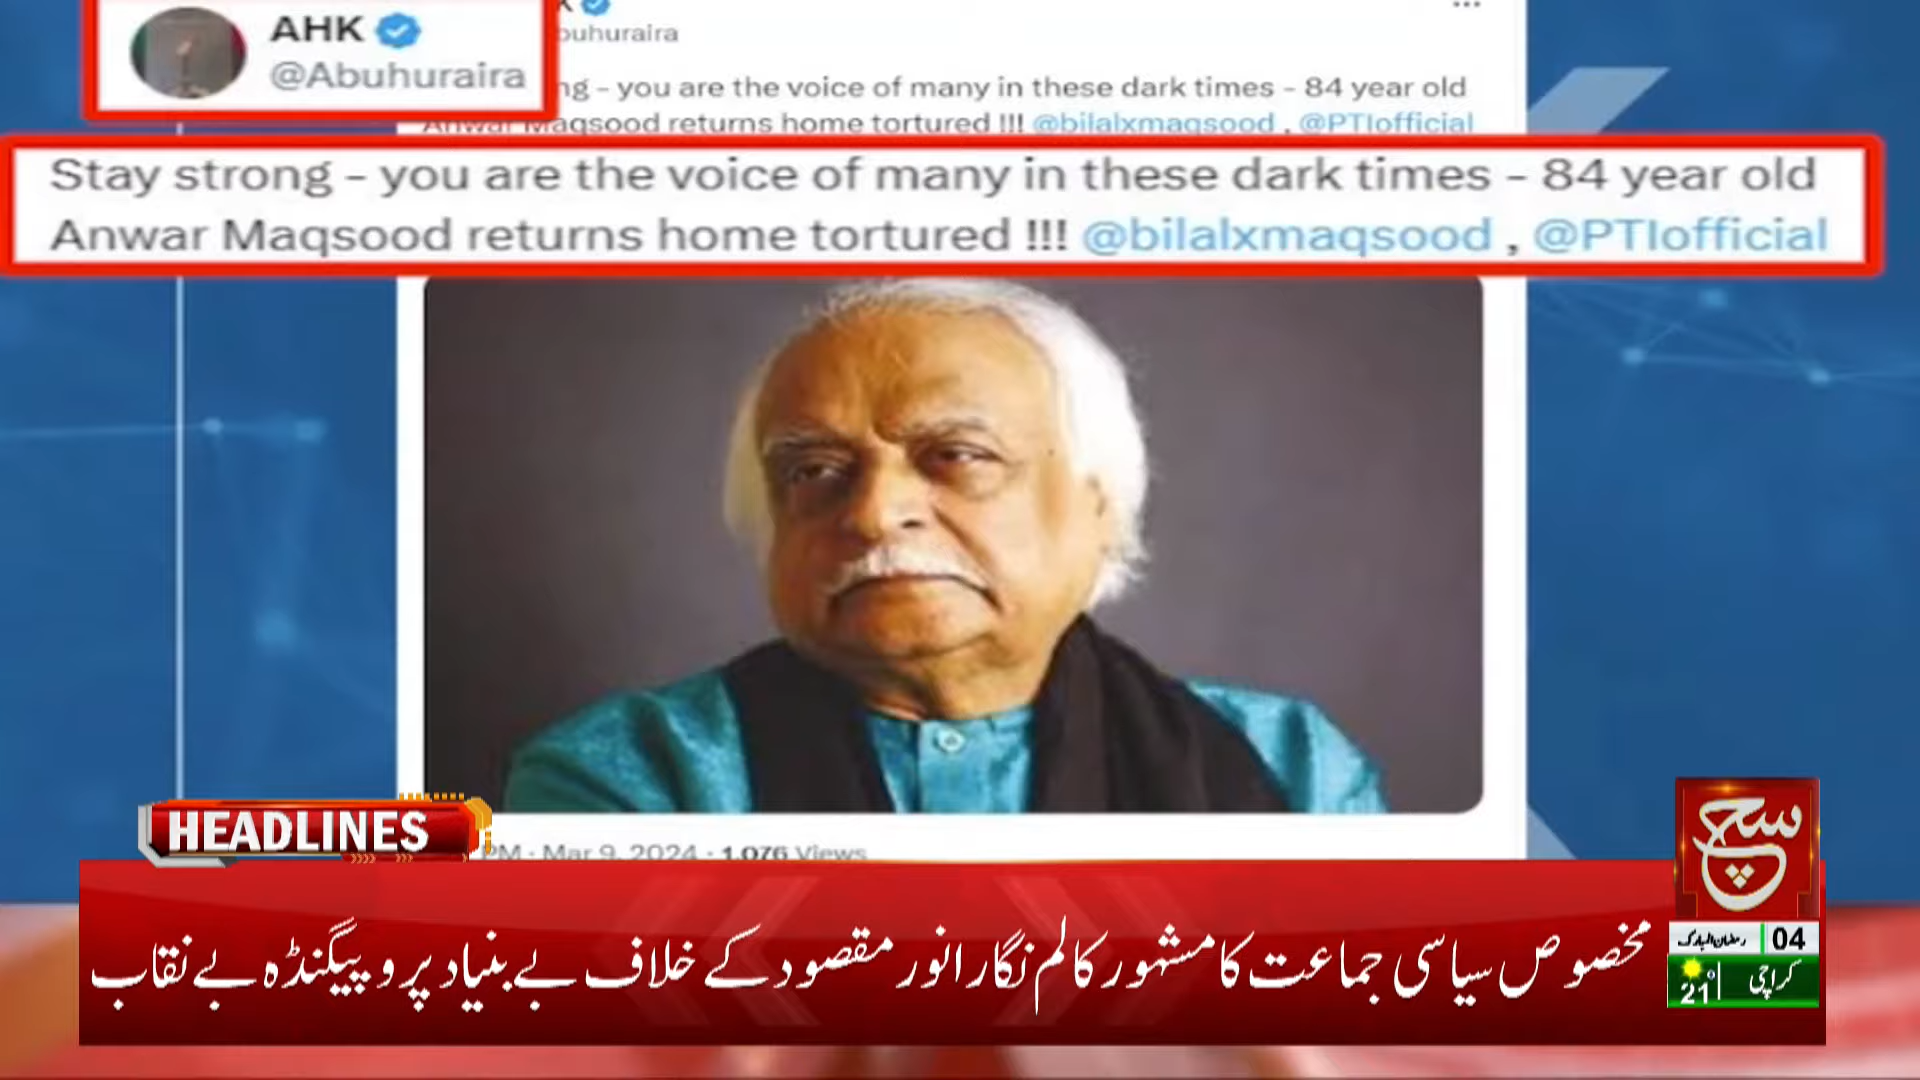 AHK
@Abuhuraira
buhuraira
ng – you are the voice of many in these dark times – 84 year old
Anwar Maqsood returns home tortured !!! @bilalxmaqsood , @PTIofficial
Stay strong – you are the voice of many in these dark times – 84 year old
Anwar Maqsood returns home tortured !!! @bilalxmaqsood , @PTIofficial
PM · Mar 9, 2024 · 1,076 Views
HEADLINES
سچ
مخصوص سیاسی جماعت کا مشہور کالم نگار انور مقصود کے خلاف بے بنیاد پروپیگنڈہ بے نقاب
رمضان المبارک 04
کراچی 21°